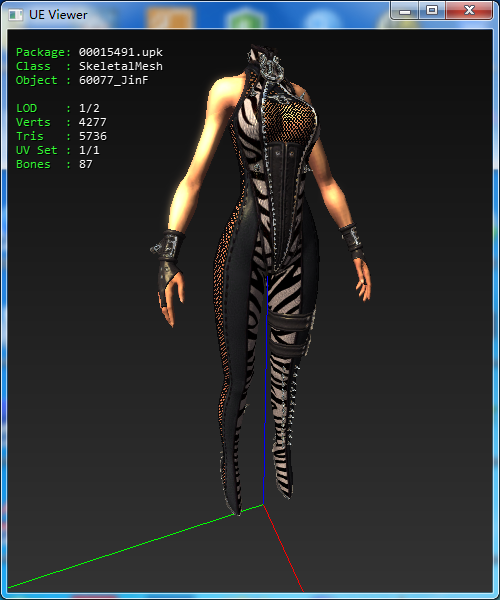 UE Viewer
Package: 00015491.upk
Class : SkeletalMesh
Object : 60077_JinF
LOD : 1/2
Verts : 4277
Tris : 5736
UV Set : 1/1
Bones : 87